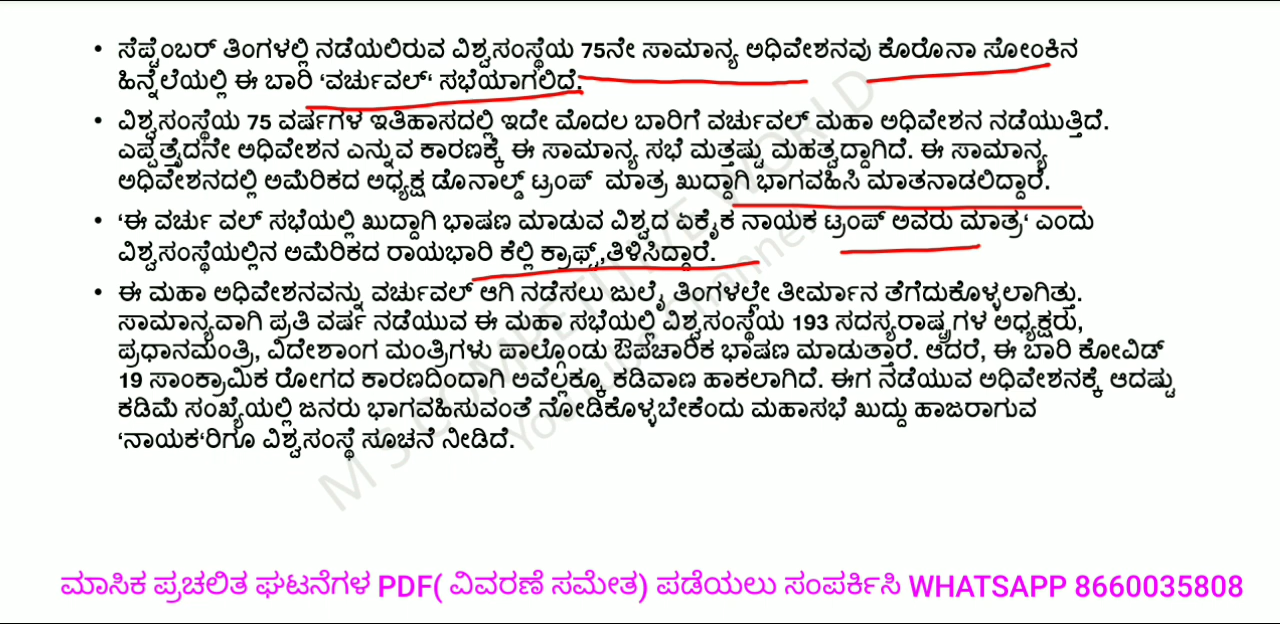 • ಸೆಪ್ಟೆಂಬರ್ ತಿಂಗಳಲ್ಲಿ ನಡೆಯಲಿರುವ ವಿಶ್ವಸಂಸ್ಥೆಯ 75ನೇ ಸಾಮಾನ್ಯ ಅಧಿವೇಶನವು ಕೊರೊನಾ ಸೋಂಕಿನ
ಹಿನ್ನೆಲೆಯಲ್ಲಿ ಈ ಬಾರಿ ‘ವರ್ಚುವಲ್‘ ಸಭೆಯಾಗಲಿದೆ.
• ವಿಶ್ವಸಂಸ್ಥೆಯ 75 ವರ್ಷಗಳ ಇತಿಹಾಸದಲ್ಲಿ ಇದೇ ಮೊದಲ ಬಾರಿಗೆ ವರ್ಚುವಲ್ ಮಹಾ ಅಧಿವೇಶನ ನಡೆಯುತ್ತಿದೆ.
ಎಪ್ಪತ್ತೈದನೇ ಅಧಿವೇಶನ ಎನ್ನುವ ಕಾರಣಕ್ಕೆ ಈ ಸಾಮಾನ್ಯ ಸಭೆ ಮತ್ತಷ್ಟು ಮಹತ್ವದ್ದಾಗಿದೆ. ಈ ಸಾಮಾನ್ಯ
ಅಧಿವೇಶನದಲ್ಲಿ ಅಮೆರಿಕದ ಅಧ್ಯಕ್ಷ ಡೊನಾಲ್ಡ್ ಟ್ರಂಪ್ ಮಾತ್ರ ಖುದ್ದಾಗಿ ಭಾಗವಹಿಸಿ ಮಾತನಾಡಲಿದ್ದಾರೆ.
• ‘ಈ ವರ್ಚು ವಲ್ ಸಭೆಯಲ್ಲಿ ಖುದ್ದಾಗಿ ಭಾಷಣ ಮಾಡುವ ವಿಶ್ವದ ಏಕೈಕ ನಾಯಕ ಟ್ರಂಪ್ ಅವರು ಮಾತ್ರ‘ ಎಂದು
ವಿಶ್ವಸಂಸ್ಥೆಯಲ್ಲಿನ ಅಮೆರಿಕದ ರಾಯಭಾರಿ ಕೆಲ್ಲಿ ಕ್ರಾಫ್ಟ್,ತಿಳಿಸಿದ್ದಾರೆ.
• ಈ ಮಹಾ ಅಧಿವೇಶನವನ್ನು ವರ್ಚುವಲ್ ಆಗಿ ನಡೆಸಲು ಜುಲೈ ತಿಂಗಳಲ್ಲೇ ತೀರ್ಮಾನ ತೆಗೆದುಕೊಳ್ಳಲಾಗಿತ್ತು.
ಸಾಮಾನ್ಯವಾಗಿ ಪ್ರತಿ ವರ್ಷ ನಡೆಯುವ ಈ ಮಹಾ ಸಭೆಯಲ್ಲಿ ವಿಶ್ವಸಂಸ್ಥೆಯ 193 ಸದಸ್ಯರಾಷ್ಟ್ರಗಳ ಅಧ್ಯಕ್ಷರು,
ಪ್ರಧಾನಮಂತ್ರಿ, ವಿದೇಶಾಂಗ ಮಂತ್ರಿಗಳು ಪಾಲ್ಗೊಂಡು ಔಪಚಾರಿಕ ಭಾಷಣ ಮಾಡುತ್ತಾರೆ. ಆದರೆ, ಈ ಬಾರಿ ಕೋವಿಡ್
19 ಸಾಂಕ್ರಾಮಿಕ ರೋಗದ ಕಾರಣದಿಂದಾಗಿ ಅವೆಲ್ಲಕ್ಕೂ ಕಡಿವಾಣ ಹಾಕಲಾಗಿದೆ. ಈಗ ನಡೆಯುವ ಅಧಿವೇಶನಕ್ಕೆ ಆದಷ್ಟು
ಕಡಿಮೆ ಸಂಖ್ಯೆಯಲ್ಲಿ ಜನರು ಭಾಗವಹಿಸುವಂತೆ ನೋಡಿಕೊಳ್ಳಬೇಕೆಂದು ಮಹಾಸಭೆ ಖುದ್ದು ಹಾಜರಾಗುವ
‘ನಾಯಕ‘ರಿಗೂ ವಿಶ್ವಸಂಸ್ಥೆ ಸೂಚನೆ ನೀಡಿದೆ.
M S COMPETITIVE WORLD
YouTube Channel
ಮಾಸಿಕ ಪ್ರಚಲಿತ ಘಟನೆಗಳ PDF( ವಿವರಣೆ ಸಮೇತ) ಪಡೆಯಲು ಸಂಪರ್ಕಿಸಿ WHATSAPP 8660035808